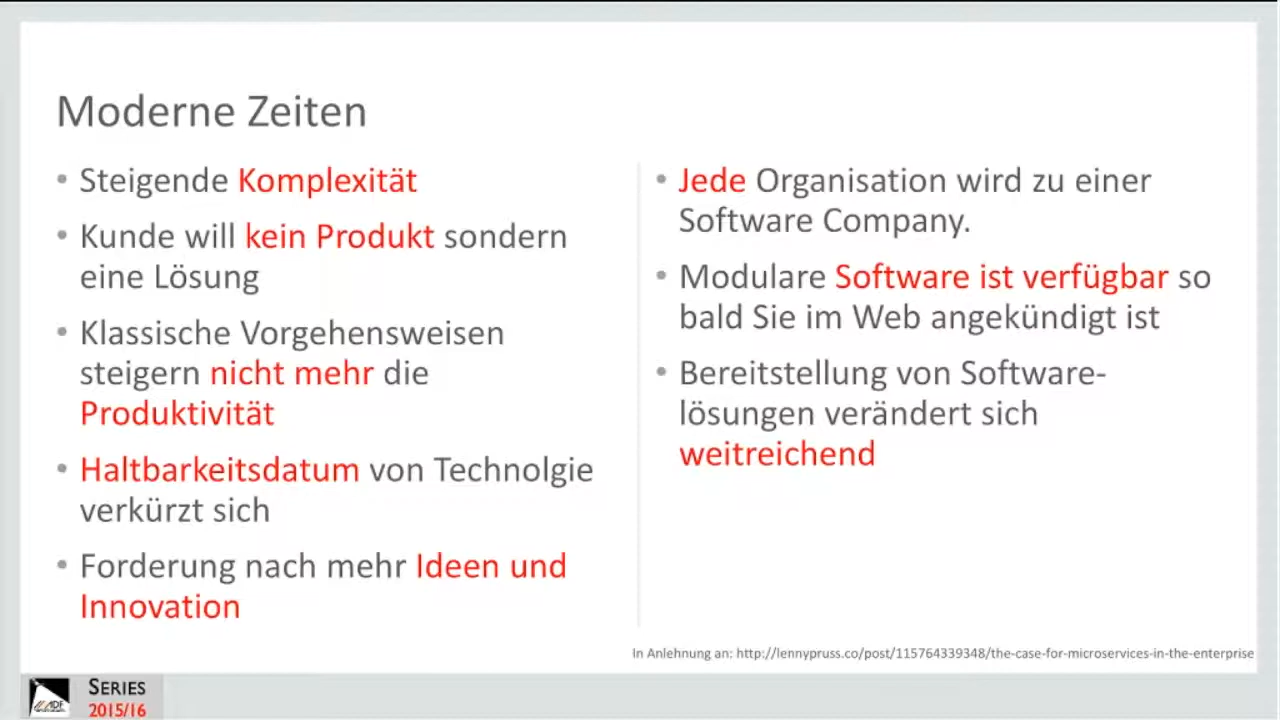 Moderne Zeiten
• Steigende Komplexität
• Kunde will kein Produkt sondern
eine Lösung
• Klassische Vorgehensweisen
steigern nicht mehr die
Produktivität
• Haltbarkeitsdatum von Technolgie
verkürzt sich
• Forderung nach mehr Ideen und
Innovation
• Jede Organisation wird zu einer
Software Company.
• Modulare Software ist verfügbar so
bald Sie im Web angekündigt ist
• Bereitstellung von Software-
lösungen verändert sich
weitreichend
In Anlehnung an: http://lennypruss.co/post/115764339348/the-case-for-microservices-in-the-enterprise
ADF
SERIES
2015/16